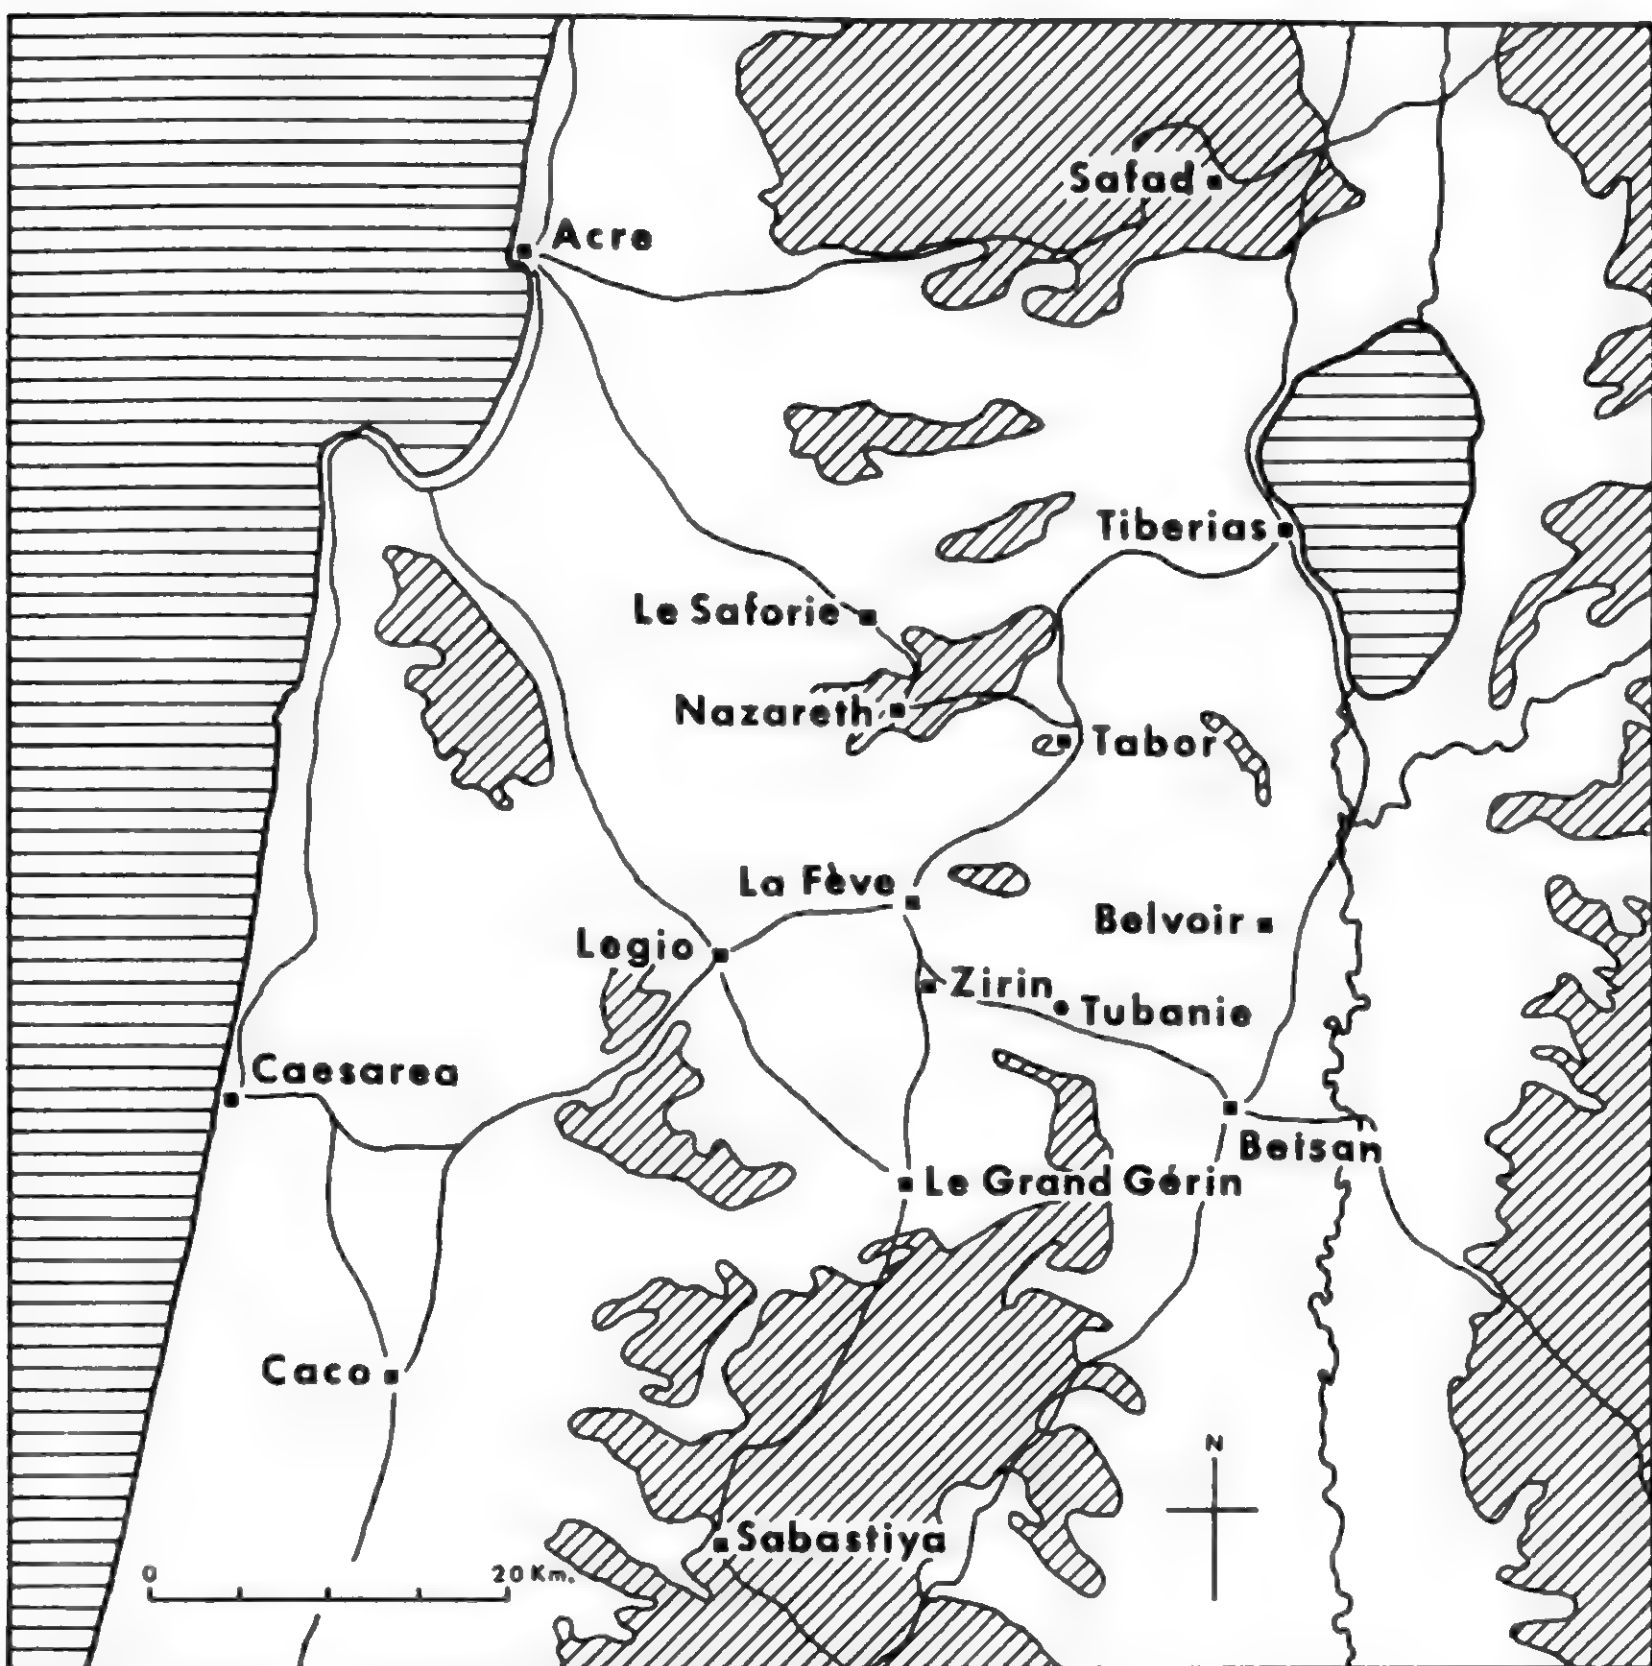 Safad
Acre
Tiberias
Le Saforie
Nazareth
Tabor
La Fève
Belvoir
Legio
Zirin
Tubanie
Caesarea
Beisan
Le Grand Gérin
Caco
N
Sabastiya
0 20 Km.